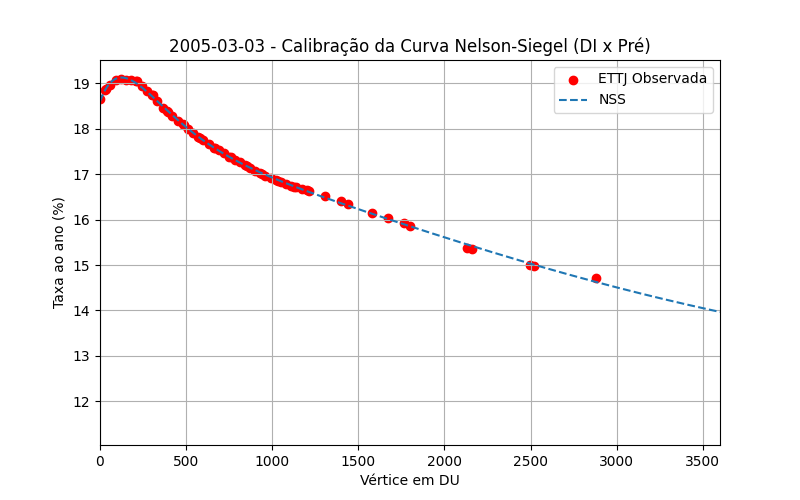 2005-03-03 - Calibração da Curva Nelson-Siegel (DI x Pré)
ETTJ Observada
NSS
Taxa ao ano (%)
19
18
17
16
15
14
13
12
0 500 1000 1500 2000 2500 3000 3500
Vértice em DU